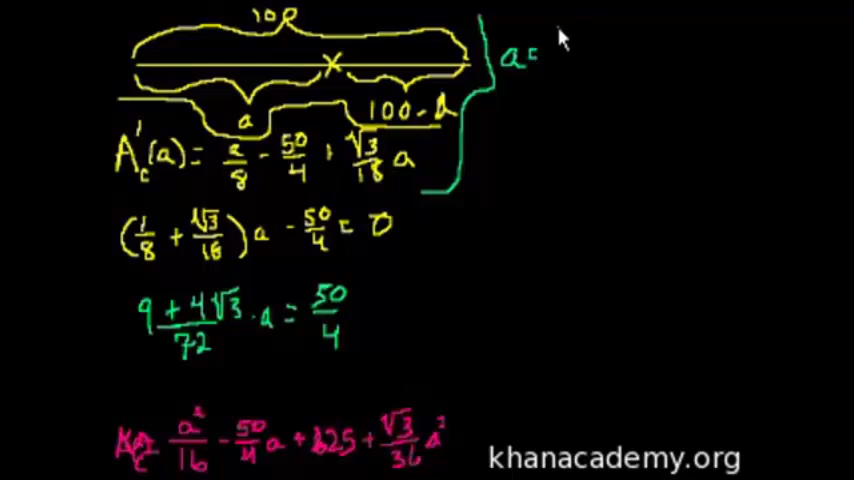 100
a=
a 100 - a
A'c(a) = a/8 - 50/4 + √3/18 a
(1/8 + √3/18)a - 50/4 = 0
9 + 4√3/72 · a = 50/4
a²/16 - 50/4 a + 625 + √3/36 a²
khanacademy.org